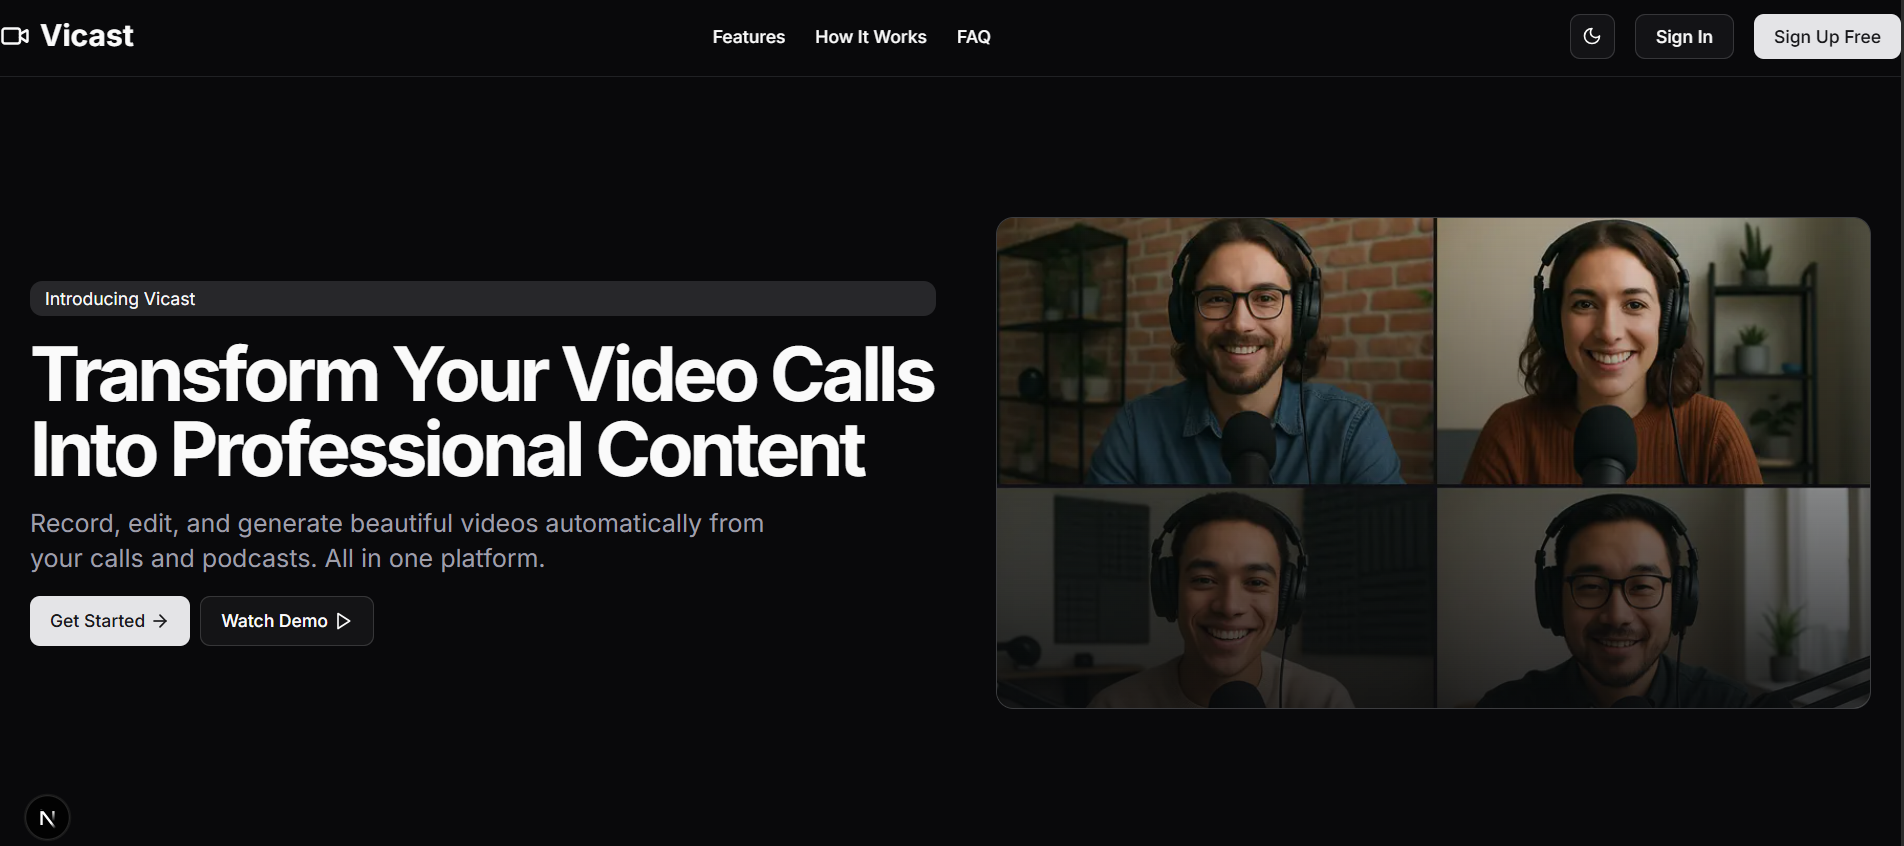 Vicast
Features
How It Works
FAQ
Sign In
Sign Up Free
Introducing Vicast
Transform Your Video Calls
Into Professional Content
Record, edit, and generate beautiful videos automatically from
your calls and podcasts. All in one platform.
Get Started
Watch Demo
N